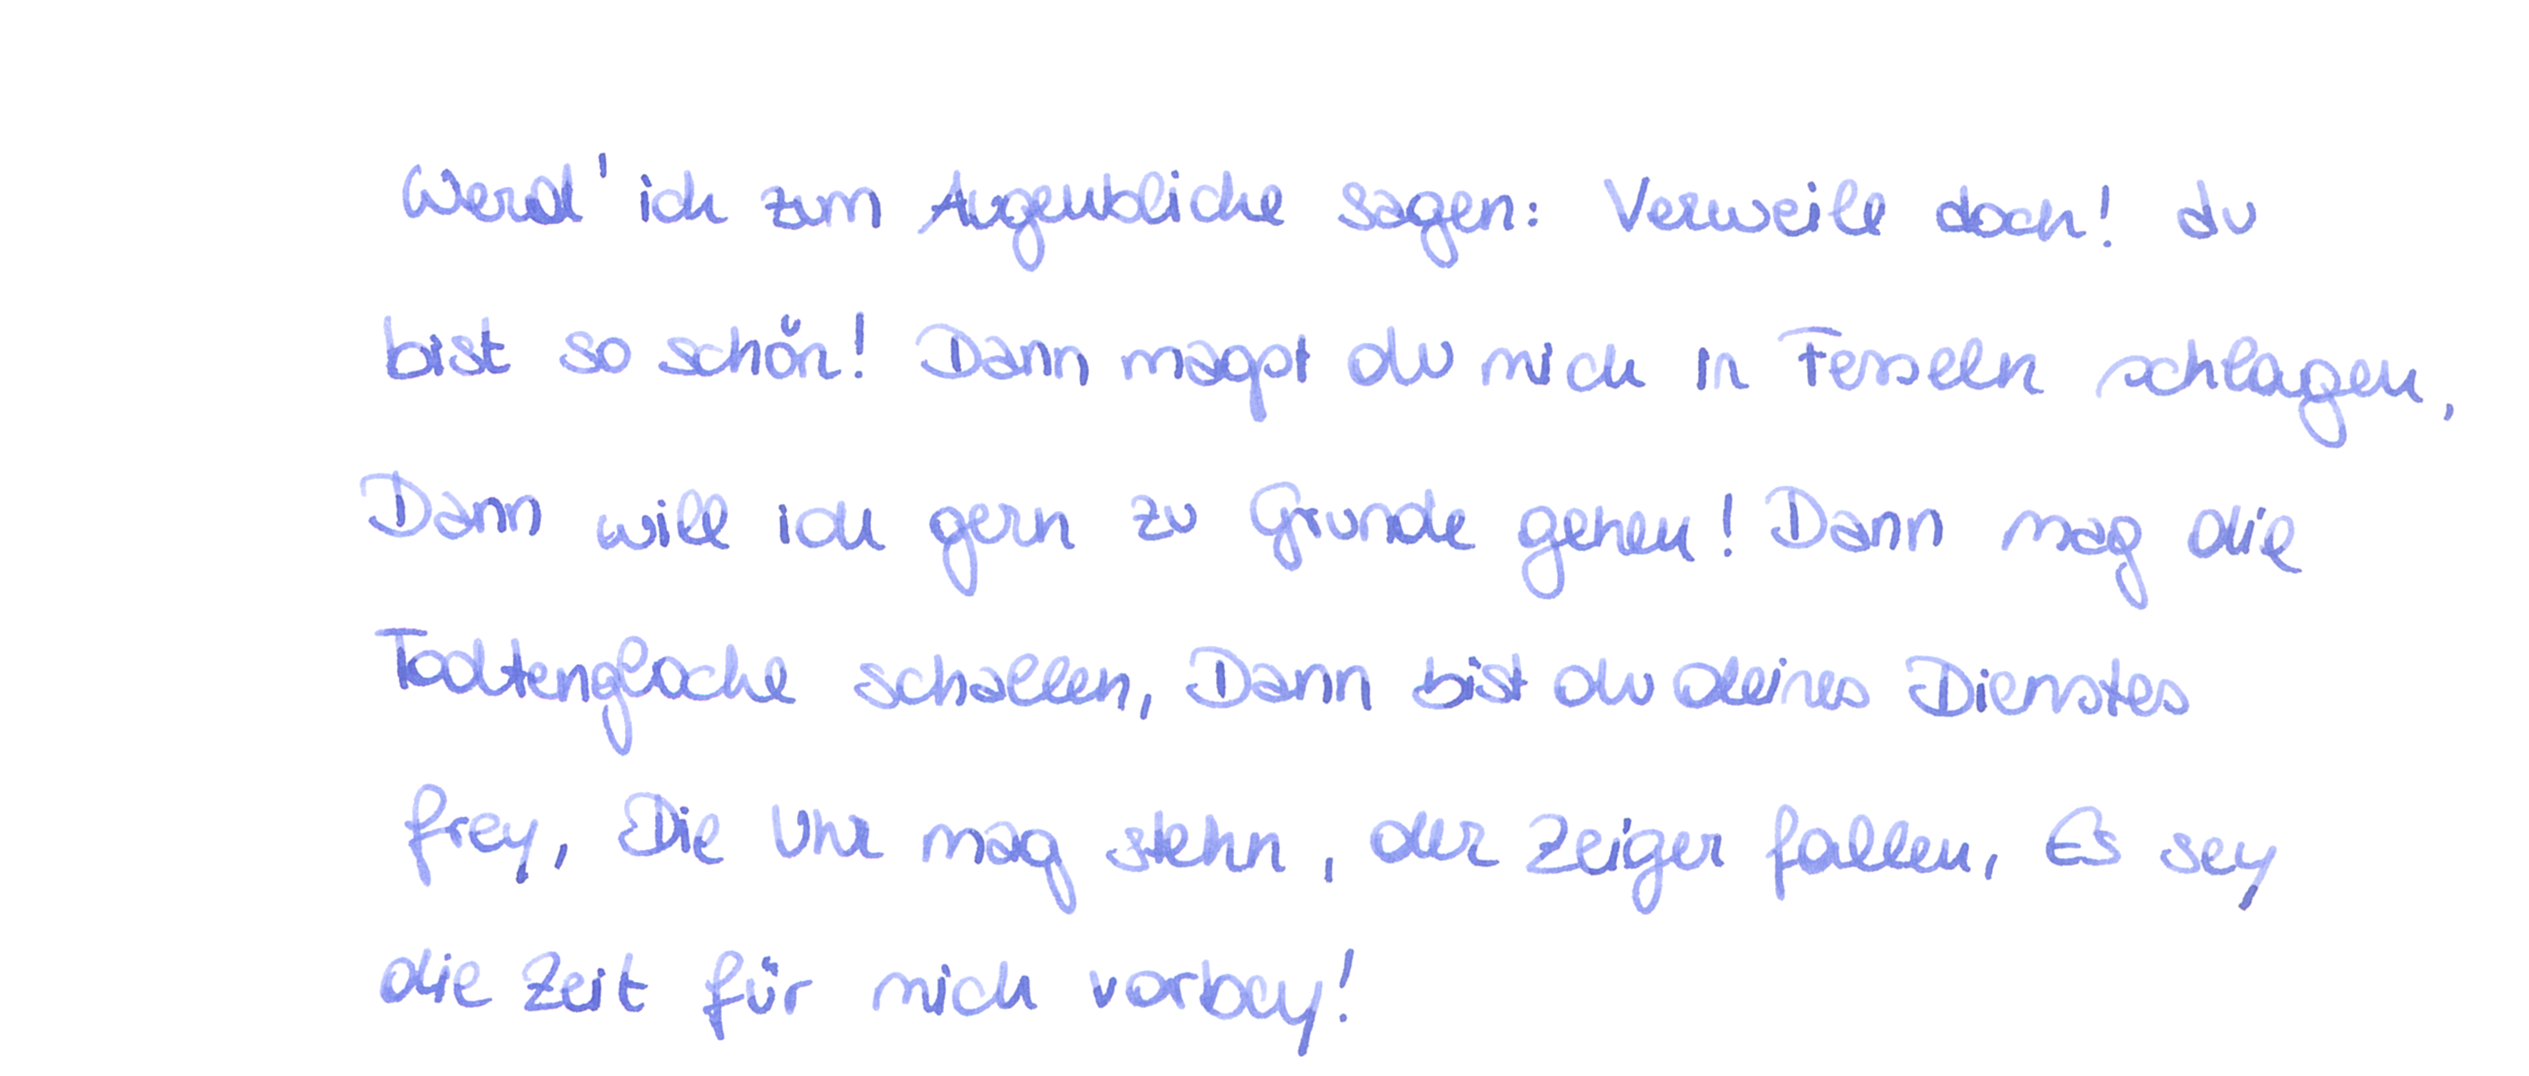 Werd' ich zum Augenblicke sagen: Verweile doch! du
bist so schön! Dann magst du mich in Fesseln schlagen,
Dann will ich gern zu Grunde gehen! Dann mag die
Todtenglocke schallen, Dann bist du deines Dienstes
frey, Die Uhr mag stehn, der Zeiger fallen, Es sey
die Zeit für mich vorbey!